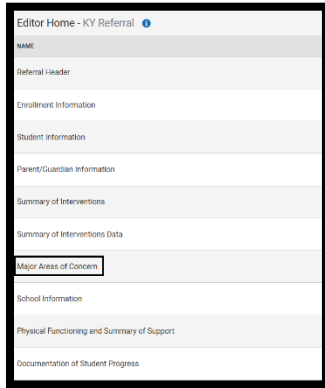 Editor Home - KY Referral i
NAME
Referral Header
Enrollment Information
Student Information
Parent/Guardian Information
Summary of Interventions
Summary of Interventions Data
Major Areas of Concern
School Information
Physical Functioning and Summary of Support
Documentation of Student Progress